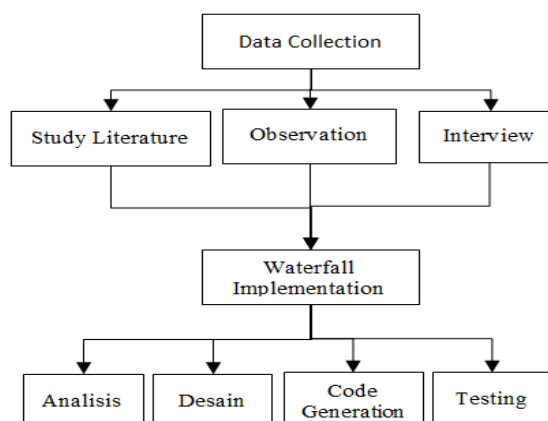 Data Collection
Study Literature
Observation
Interview
Waterfall
Implementation
Analisis
Desain
Code
Generation
Testing